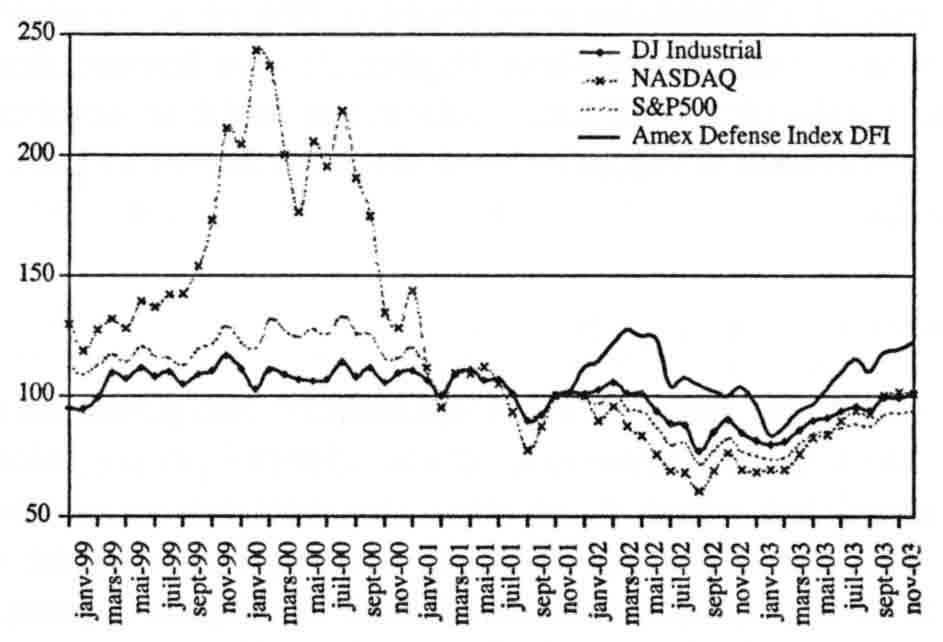 250
200
150
100
50
DJ Industrial
NASDAQ
S&P500
Amex Defense Index DFI
janv-99
mars-99
mai-99
juil-99
sept-99
nov-99
janv-00
mars-00
mai-00
juil-00
sept-00
nov-00
janv-01
mars-01
mai-01
juil-01
sept-01
nov-01
janv-02
mars-02
mai-02
juil-02
sept-02
nov-02
janv-03
mars-03
mai-03
juil-03
sept-03
nov-03